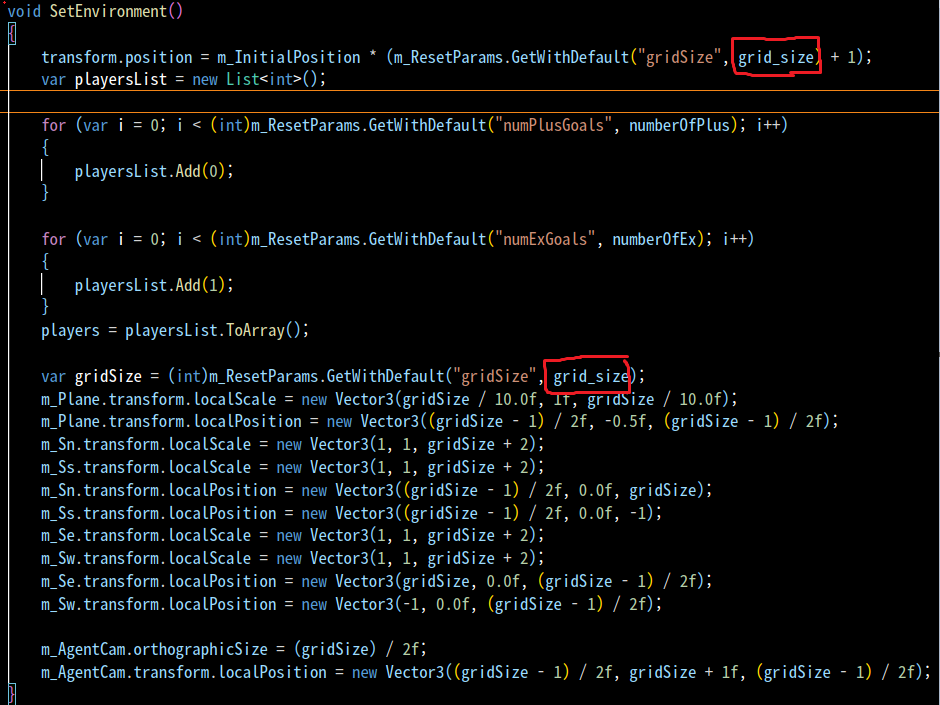 void SetEnvironment()
{
transform.position = m_InitialPosition * (m_ResetParams.GetWithDefault("gridSize", grid_size) + 1);
var playersList = new List<int>();
for (var i = 0; i < (int)m_ResetParams.GetWithDefault("numPlusGoals", numberOfPlus); i++)
{
playersList.Add(0);
}
for (var i = 0; i < (int)m_ResetParams.GetWithDefault("numExGoals", numberOfEx); i++)
{
playersList.Add(1);
}
players = playersList.ToArray();
var gridSize = (int)m_ResetParams.GetWithDefault("gridSize", grid_size);
m_Plane.transform.localScale = new Vector3(gridSize / 10.0f, 1f, gridSize / 10.0f);
m_Plane.transform.localPosition = new Vector3((gridSize - 1) / 2f, -0.5f, (gridSize - 1) / 2f);
m_Sn.transform.localScale = new Vector3(1, 1, gridSize + 2);
m_Ss.transform.localScale = new Vector3(1, 1, gridSize + 2);
m_Sn.transform.localPosition = new Vector3((gridSize - 1) / 2f, 0.0f, gridSize);
m_Ss.transform.localPosition = new Vector3((gridSize - 1) / 2f, 0.0f, -1);
m_Se.transform.localScale = new Vector3(1, 1, gridSize + 2);
m_Sw.transform.localScale = new Vector3(1, 1, gridSize + 2);
m_Se.transform.localPosition = new Vector3(gridSize, 0.0f, (gridSize - 1) / 2f);
m_Sw.transform.localPosition = new Vector3(-1, 0.0f, (gridSize - 1) / 2f);
m_AgentCam.orthographicSize = (gridSize) / 2f;
m_AgentCam.transform.localPosition = new Vector3((gridSize - 1) / 2f, gridSize + 1f, (gridSize - 1) / 2f);
}